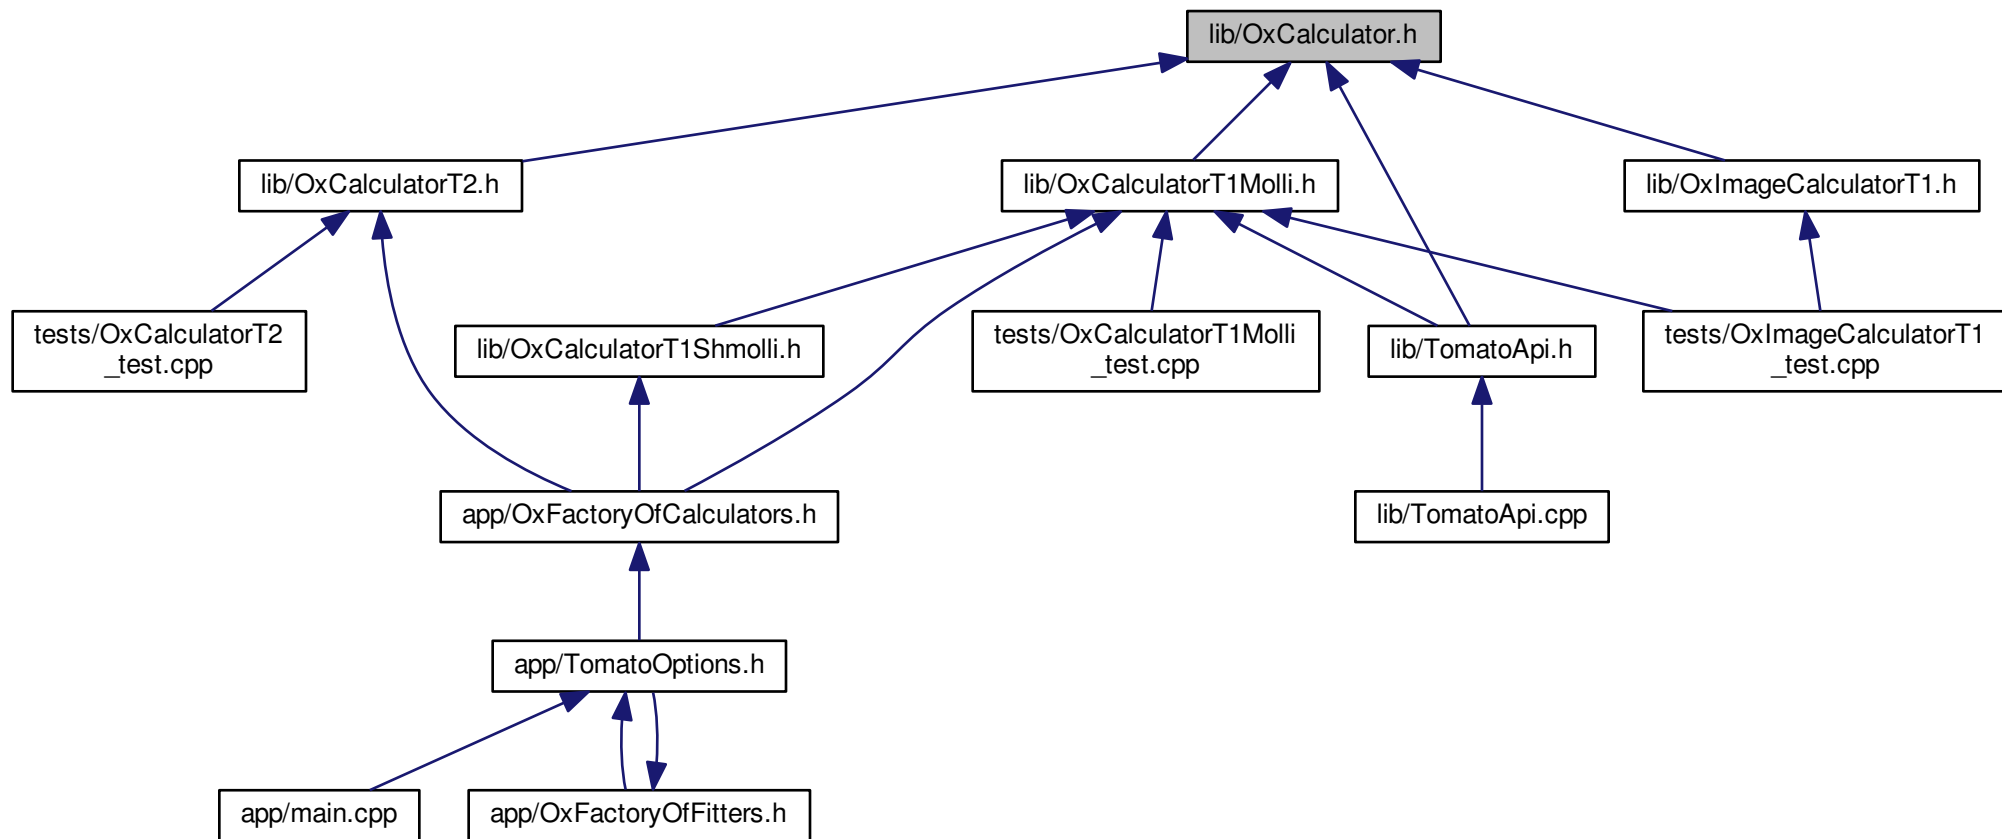 lib/OxCalculator.h
lib/OxCalculatorT2.h
lib/OxCalculatorT1Molli.h
lib/OxImageCalculatorT1.h
tests/OxCalculatorT2
_test.cpp
lib/OxCalculatorT1Shmolli.h
tests/OxCalculatorT1Molli
_test.cpp
lib/TomatoApi.h
tests/OxImageCalculatorT1
_test.cpp
app/OxFactoryOfCalculators.h
lib/TomatoApi.cpp
app/TomatoOptions.h
app/main.cpp
app/OxFactoryOfFitters.h